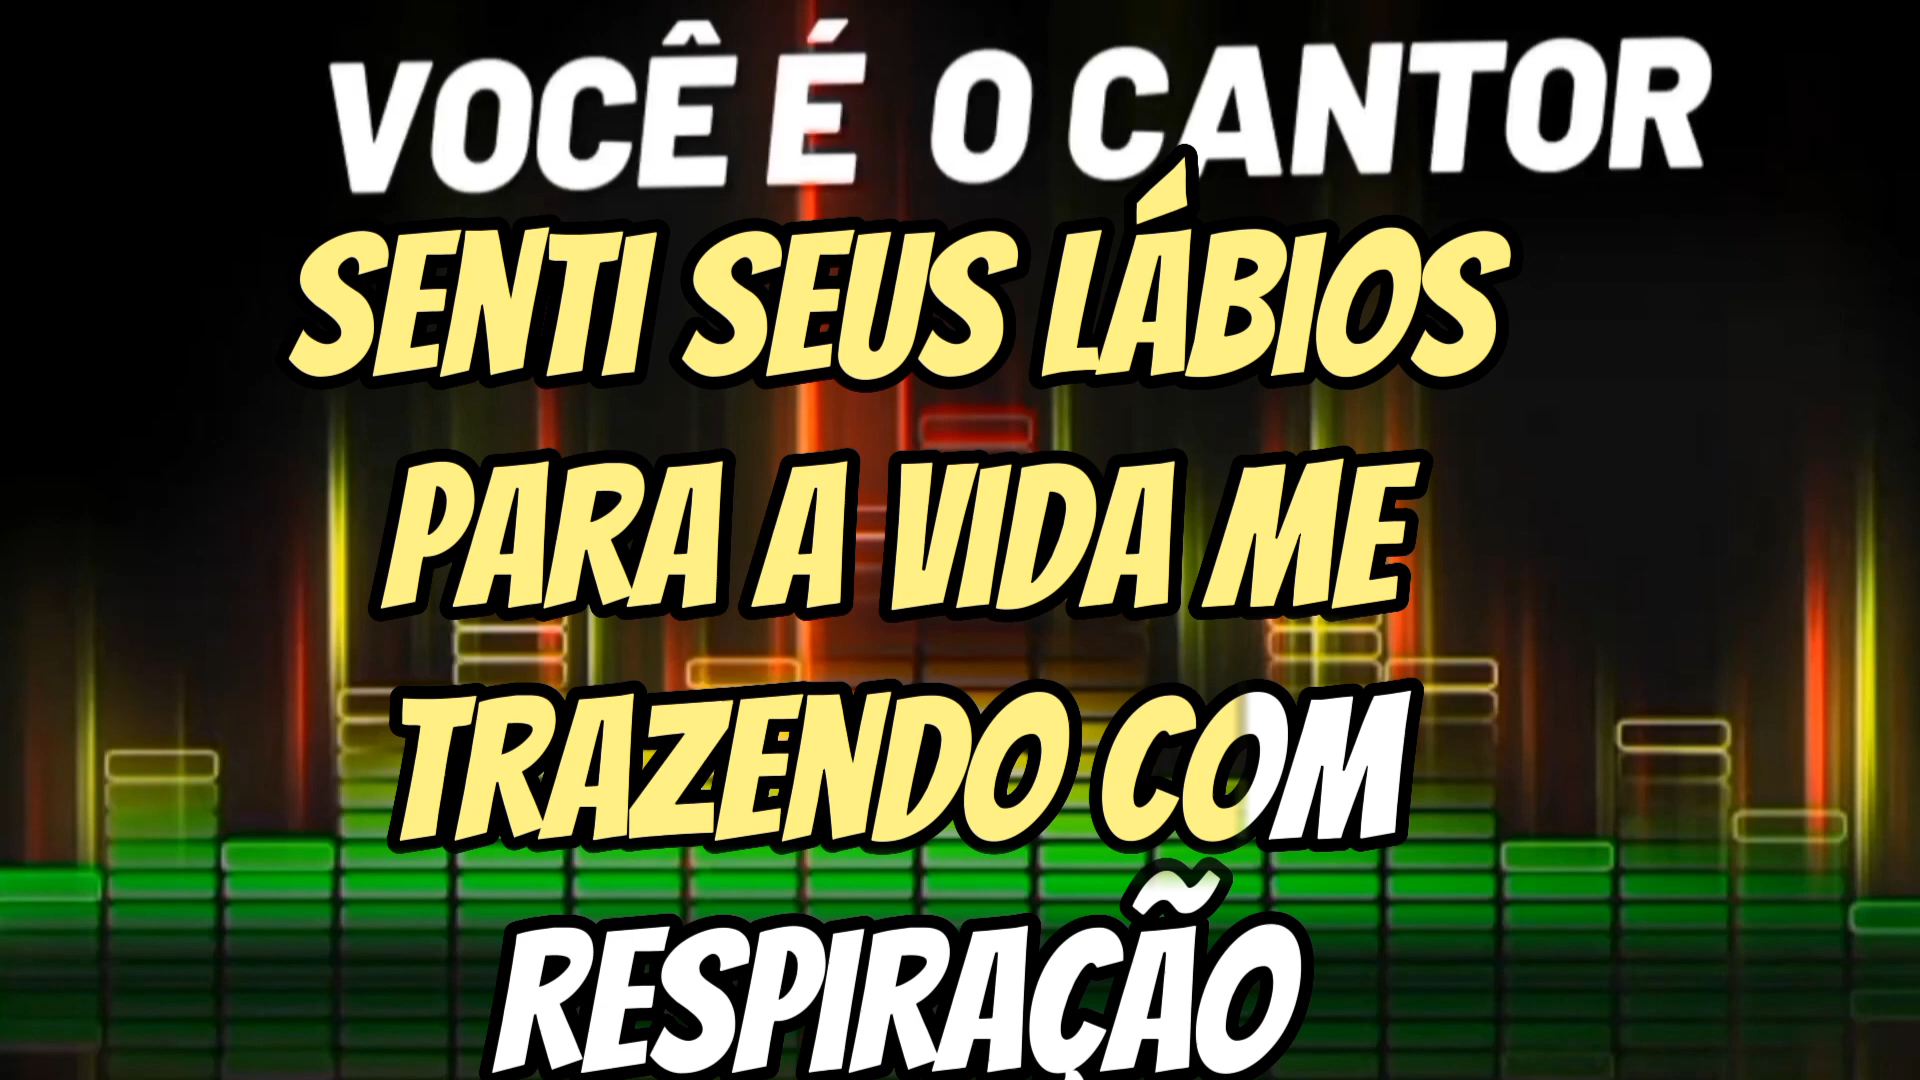 VOCÊ É O CANTOR
SENTI SEUS LÁBIOS
PARA A VIDA ME
TRAZENDO COM
RESPIRAÇÃO